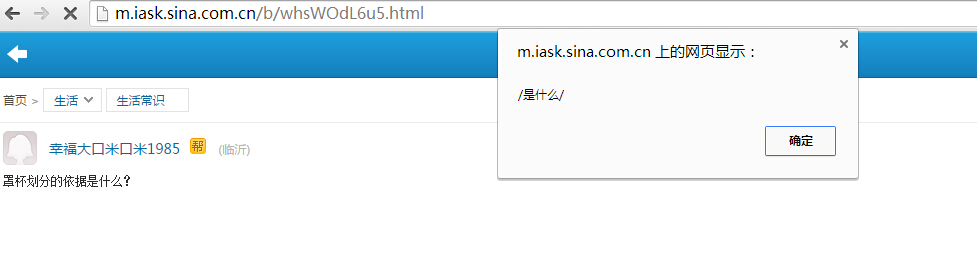 m.iask.sina.com.cn/b/whsWOdL6u5.html
m.iask.sina.com.cn 上的网页显示：
/是什么/
确定
首页 > 生活 生活常识
幸福大口米口米1985 帮 (临沂)
罩杯划分的依据是什么?